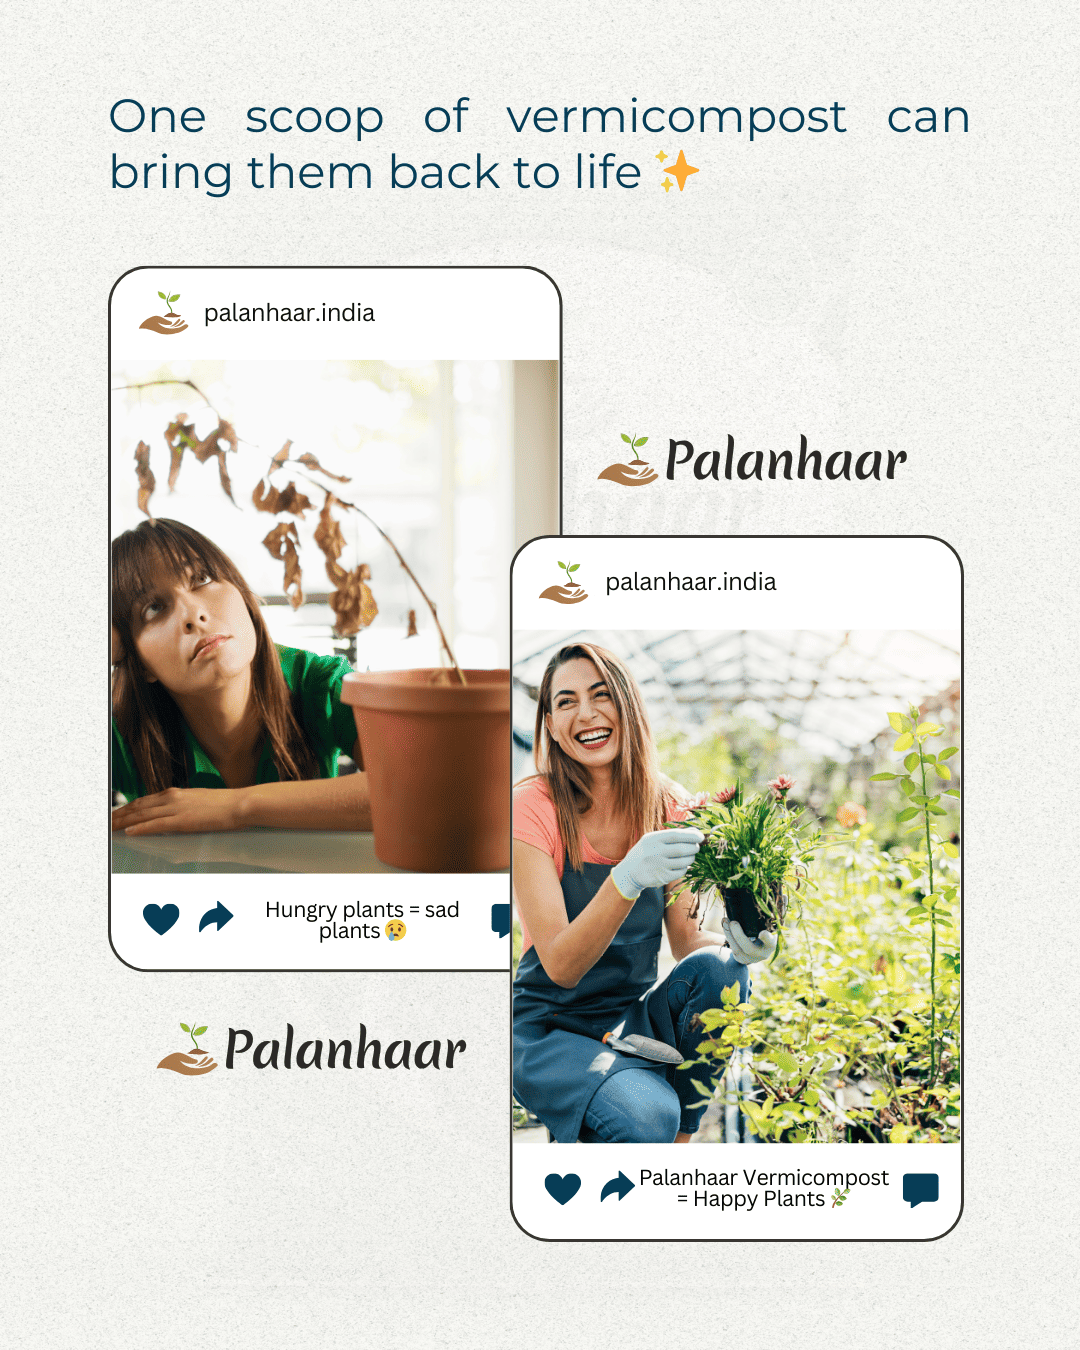 One scoop of vermicompost can
bring them back to life ✨
palanhaar.india
Palanhaar
palanhaar.india
Hungry plants = sad
plants 😢
Palanhaar
Palanhaar Vermicompost
= Happy Plants 🌿